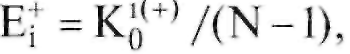 E_i^+ = K_0^{1(+)} /(N – 1),